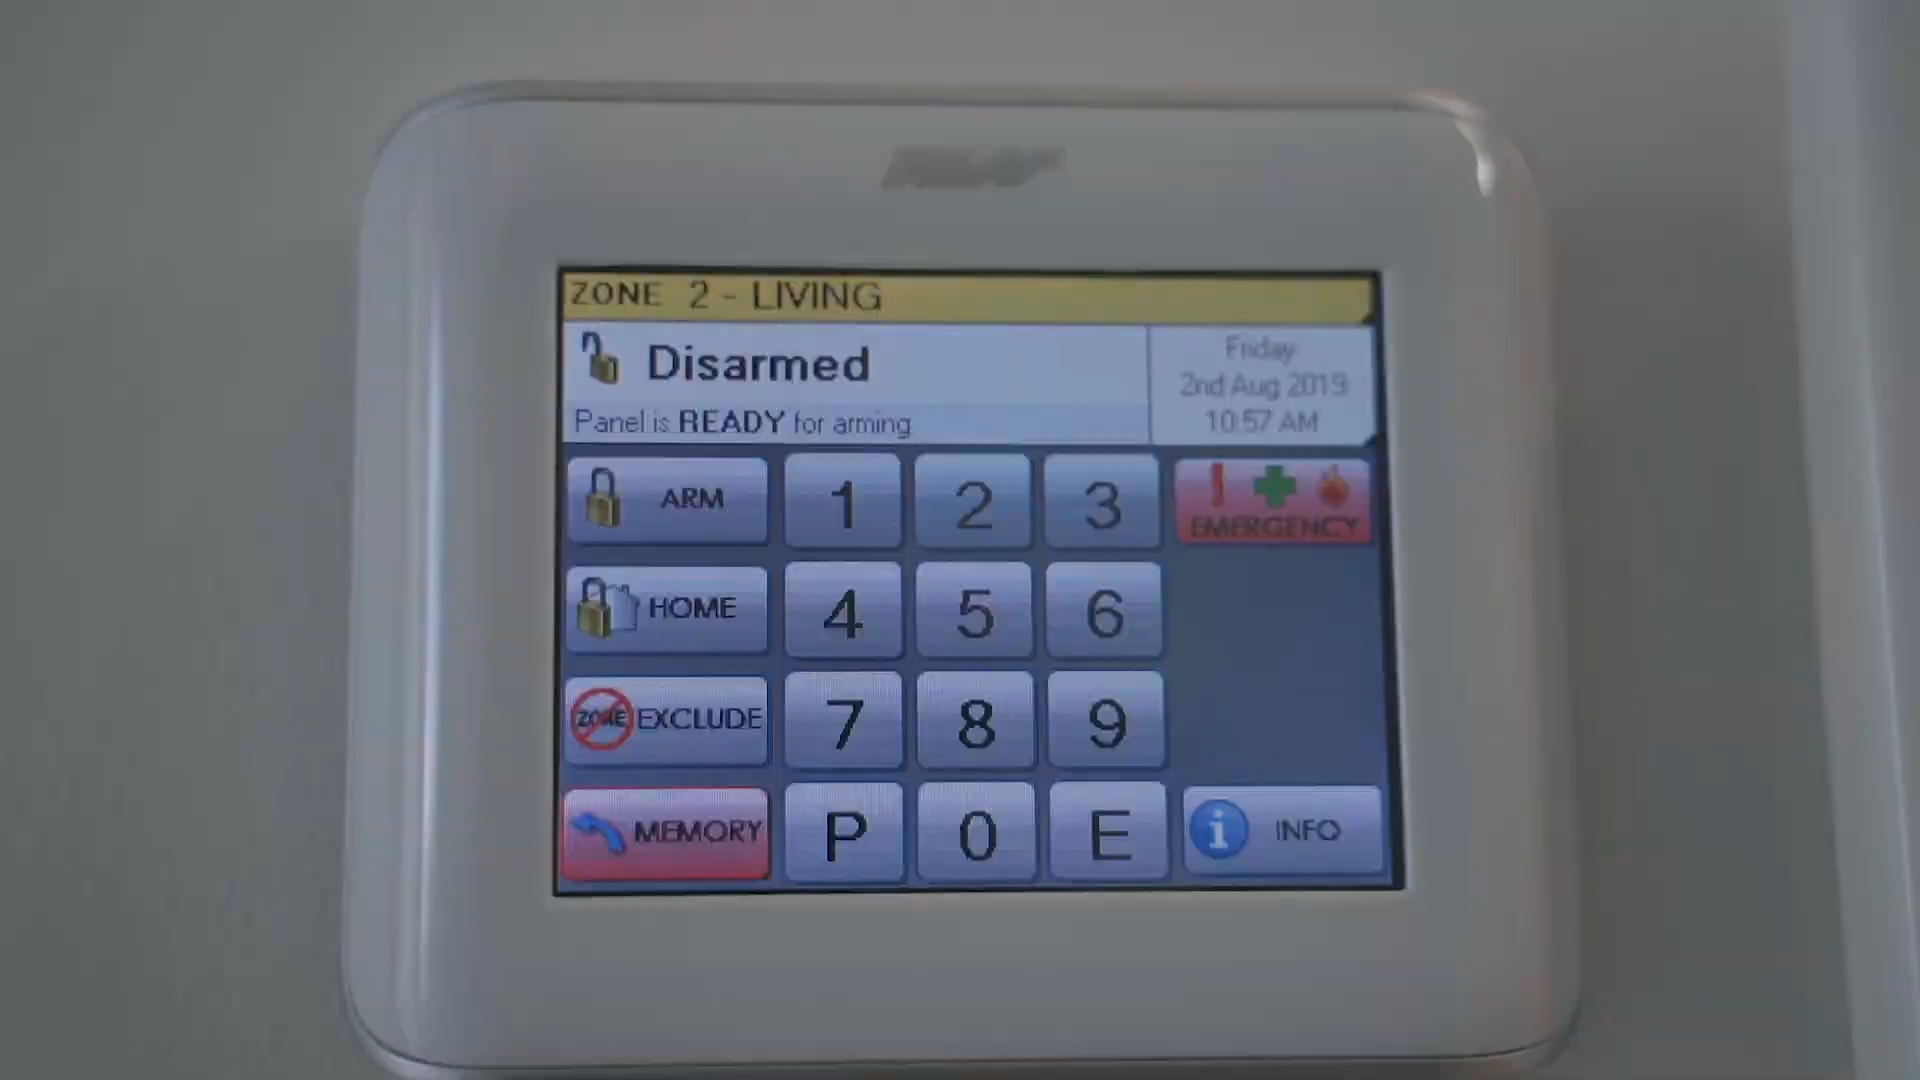 ZONE 2 - LIVING
Disarmed
Panel is READY for arming
Friday
2nd Aug 2019
10:57 AM
ARM
1
2
3
EMERGENCY
HOME
4
5
6
ZONE
EXCLUDE
7
8
9
MEMORY
P
0
E
i
INFO